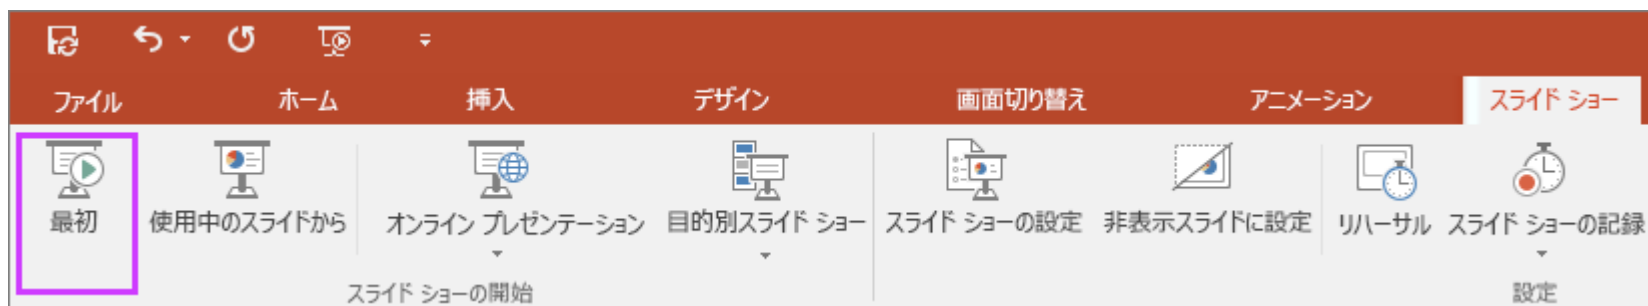 ファイル ホーム 挿入 デザイン 画面切り替え アニメーション スライド ショー
最初 使用中のスライドから オンライン プレゼンテーション 目的別スライド ショー スライド ショーの設定 非表示スライドに設定 リハーサル スライド ショーの記録
スライド ショーの開始 設定